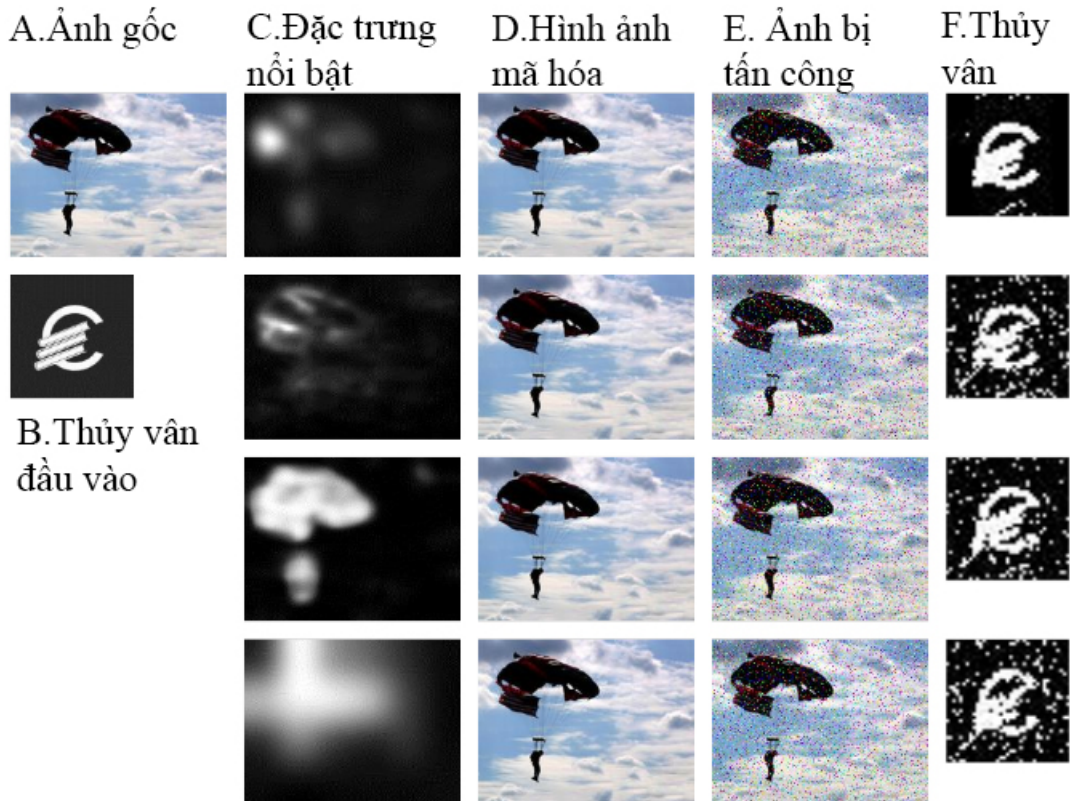 A.Ảnh gốc
C.Đặc trưng
nổi bật
D.Hình ảnh
mã hóa
E. Ảnh bị
tấn công
F.Thủy
vân
B.Thủy vân
đầu vào